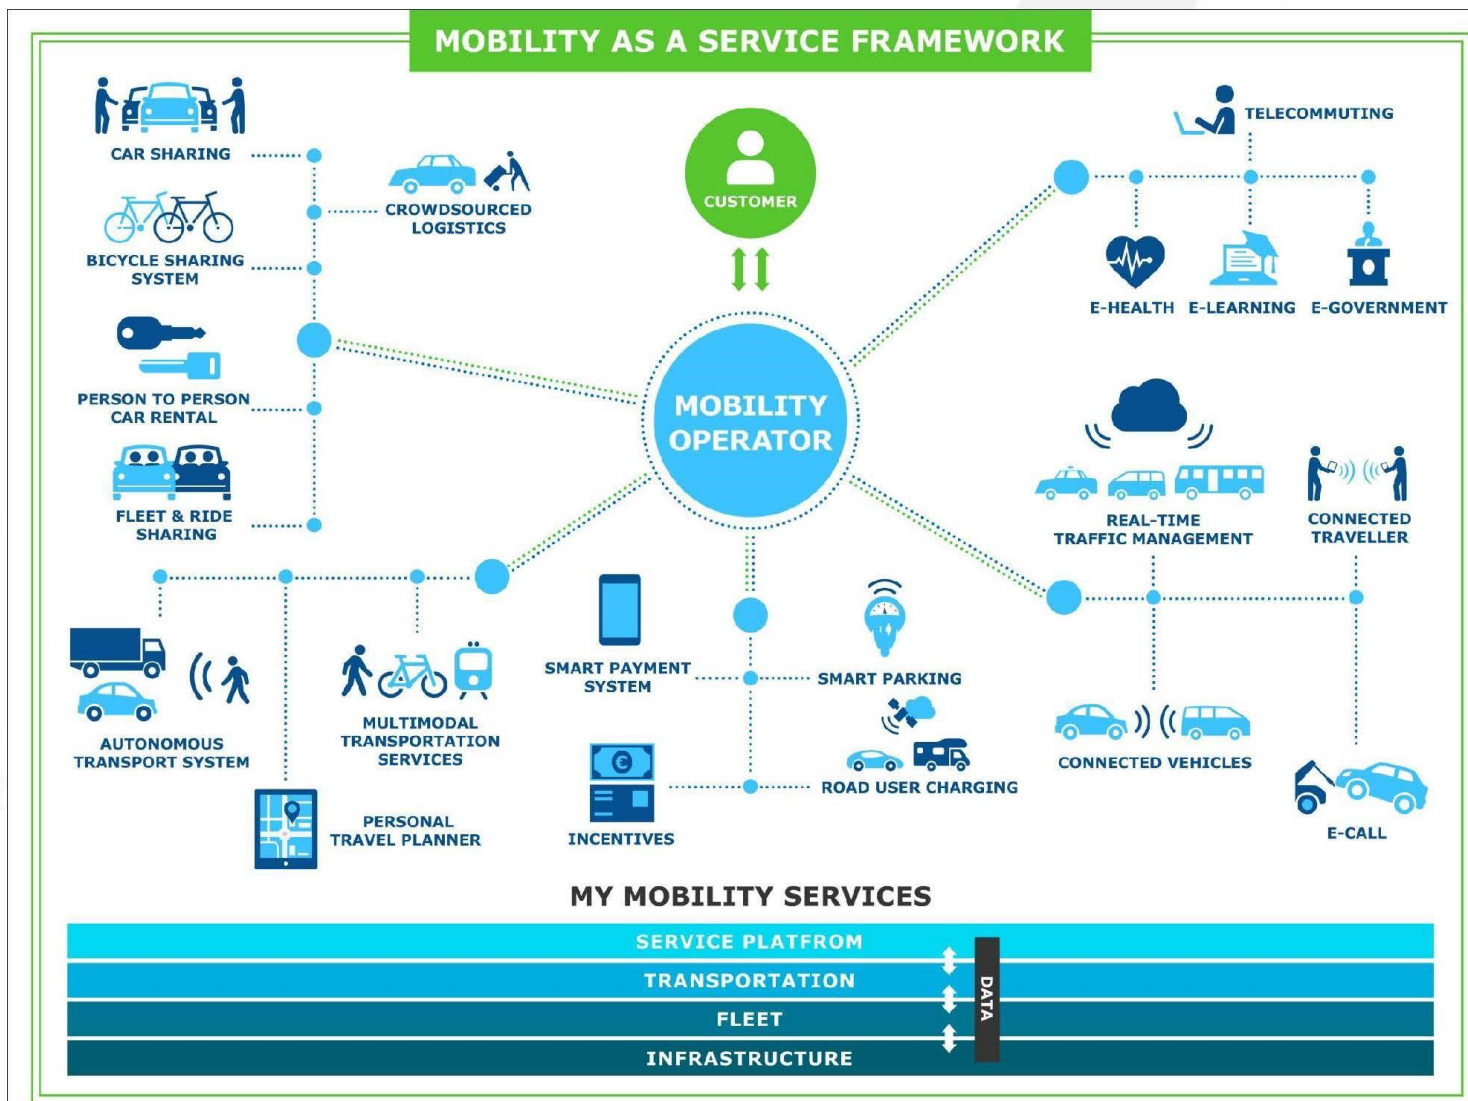 MOBILITY AS A SERVICE FRAMEWORK
CUSTOMER
MOBILITY
OPERATOR
CAR SHARING
CROWDSOURCED
LOGISTICS
BICYCLE SHARING
SYSTEM
PERSON TO PERSON
CAR RENTAL
FLEET & RIDE
SHARING
TELECOMMUTING
E-HEALTH
E-LEARNING
E-GOVERNMENT
REAL-TIME
TRAFFIC MANAGEMENT
CONNECTED
TRAVELLER
CONNECTED VEHICLES
E-CALL
AUTONOMOUS
TRANSPORT SYSTEM
MULTIMODAL
TRANSPORTATION
SERVICES
PERSONAL
TRAVEL PLANNER
SMART PAYMENT
SYSTEM
SMART PARKING
€
INCENTIVES
ROAD USER CHARGING
MY MOBILITY SERVICES
SERVICE PLATFROM
TRANSPORTATION
FLEET
INFRASTRUCTURE
DATA